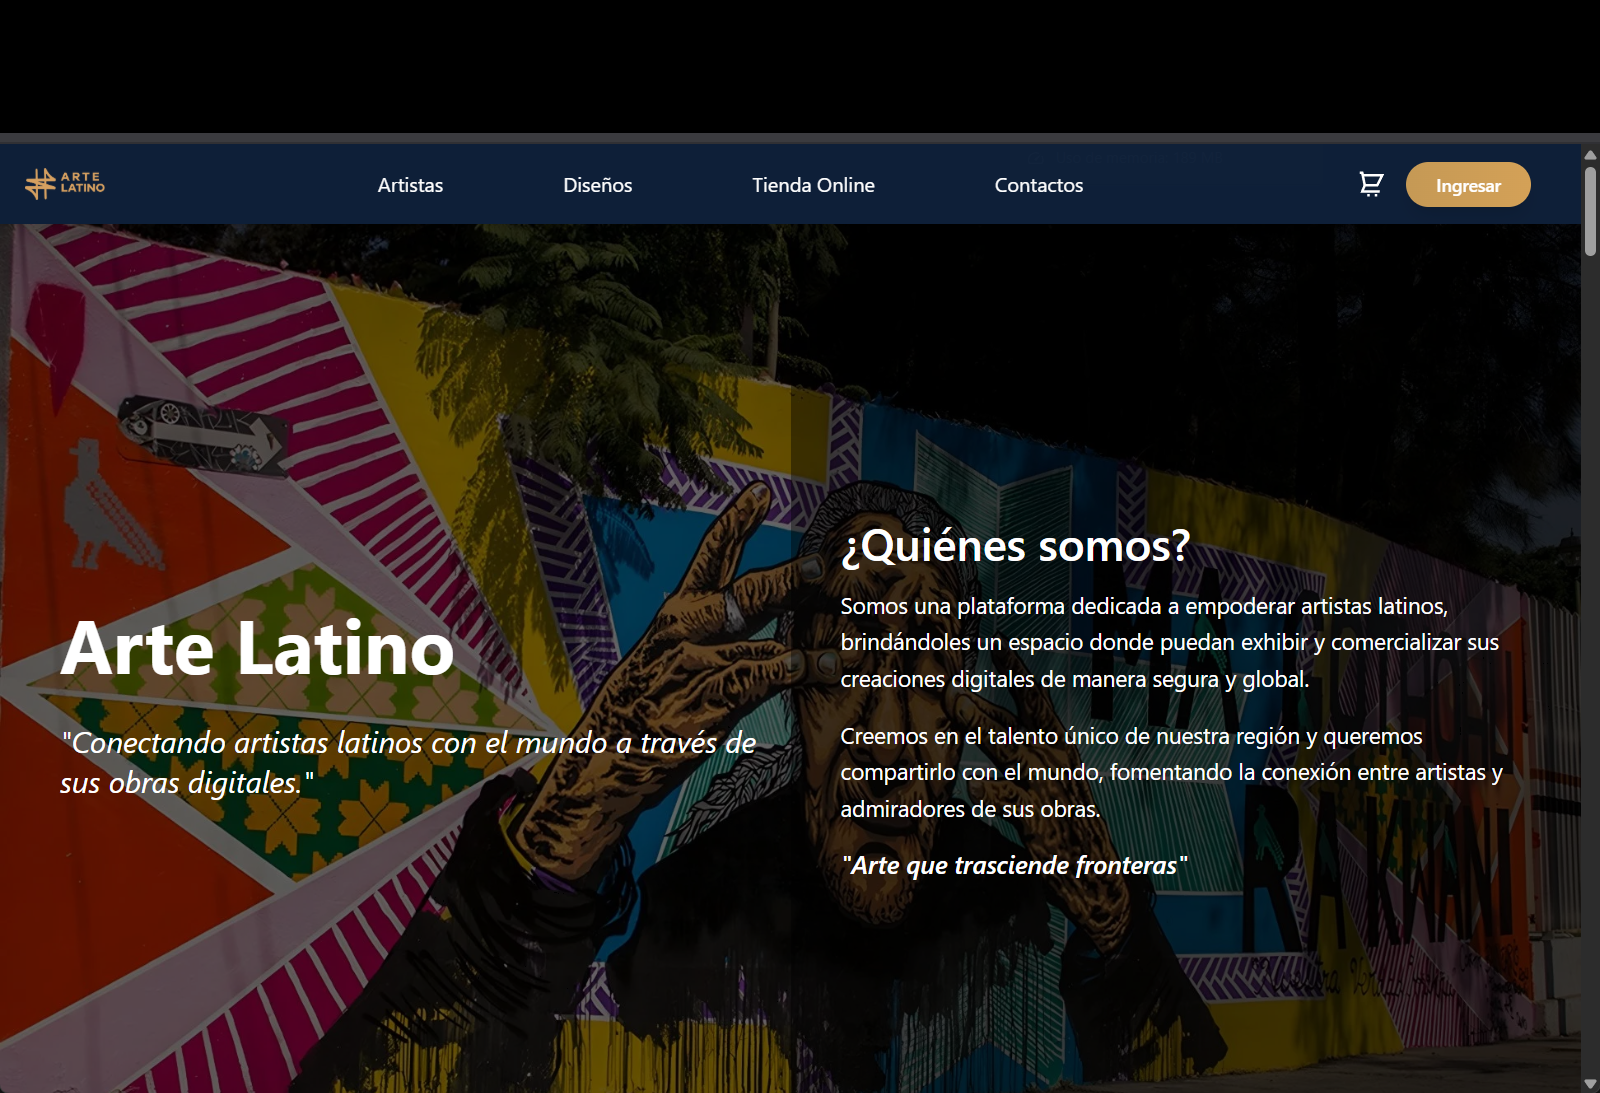 ARTE
LATINO
Artistas
Diseños
Tienda Online
Contactos
Ingresar
Arte Latino
"Conectando artistas latinos con el mundo a través de
sus obras digitales."
¿Quiénes somos?
Somos una plataforma dedicada a empoderar artistas latinos,
brindándoles un espacio donde puedan exhibir y comercializar sus
creaciones digitales de manera segura y global.
Creemos en el talento único de nuestra región y queremos
compartirlo con el mundo, fomentando la conexión entre artistas y
admiradores de sus obras.
"Arte que trasciende fronteras"